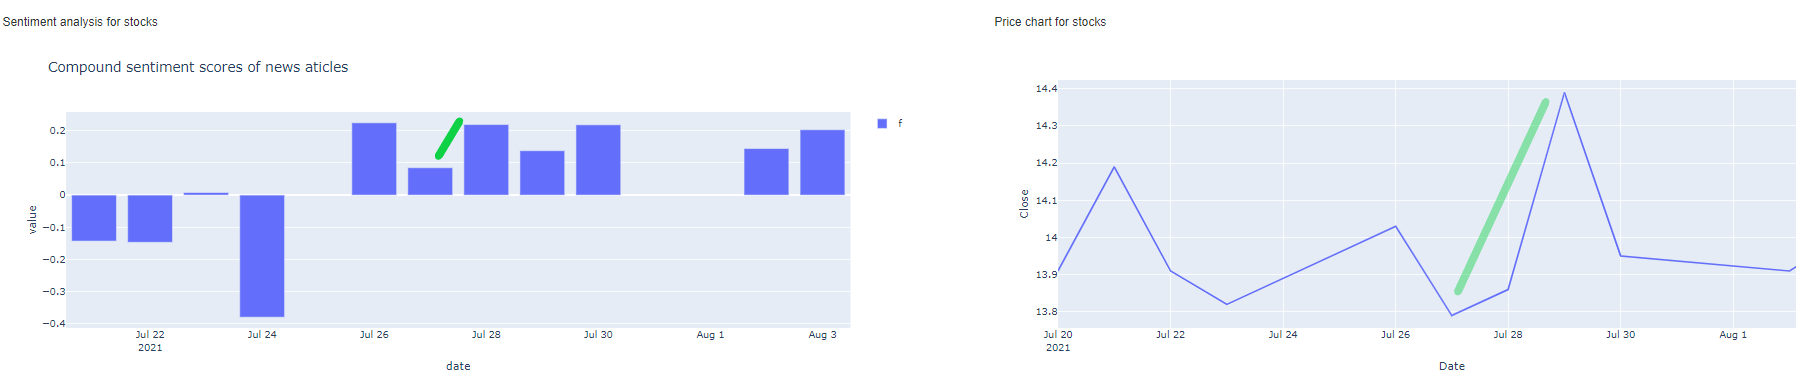 Sentiment analysis for stocks
Compound sentiment scores of news aticles
value
0.2
0.1
0
−0.1
−0.2
−0.3
−0.4
Jul 22
2021
Jul 24
Jul 26
Jul 28
Jul 30
Aug 1
Aug 3
date
f
Price chart for stocks
Close
14.4
14.3
14.2
14.1
14
13.9
13.8
Jul 20
2021
Jul 22
Jul 24
Jul 26
Jul 28
Jul 30
Aug 1
Date